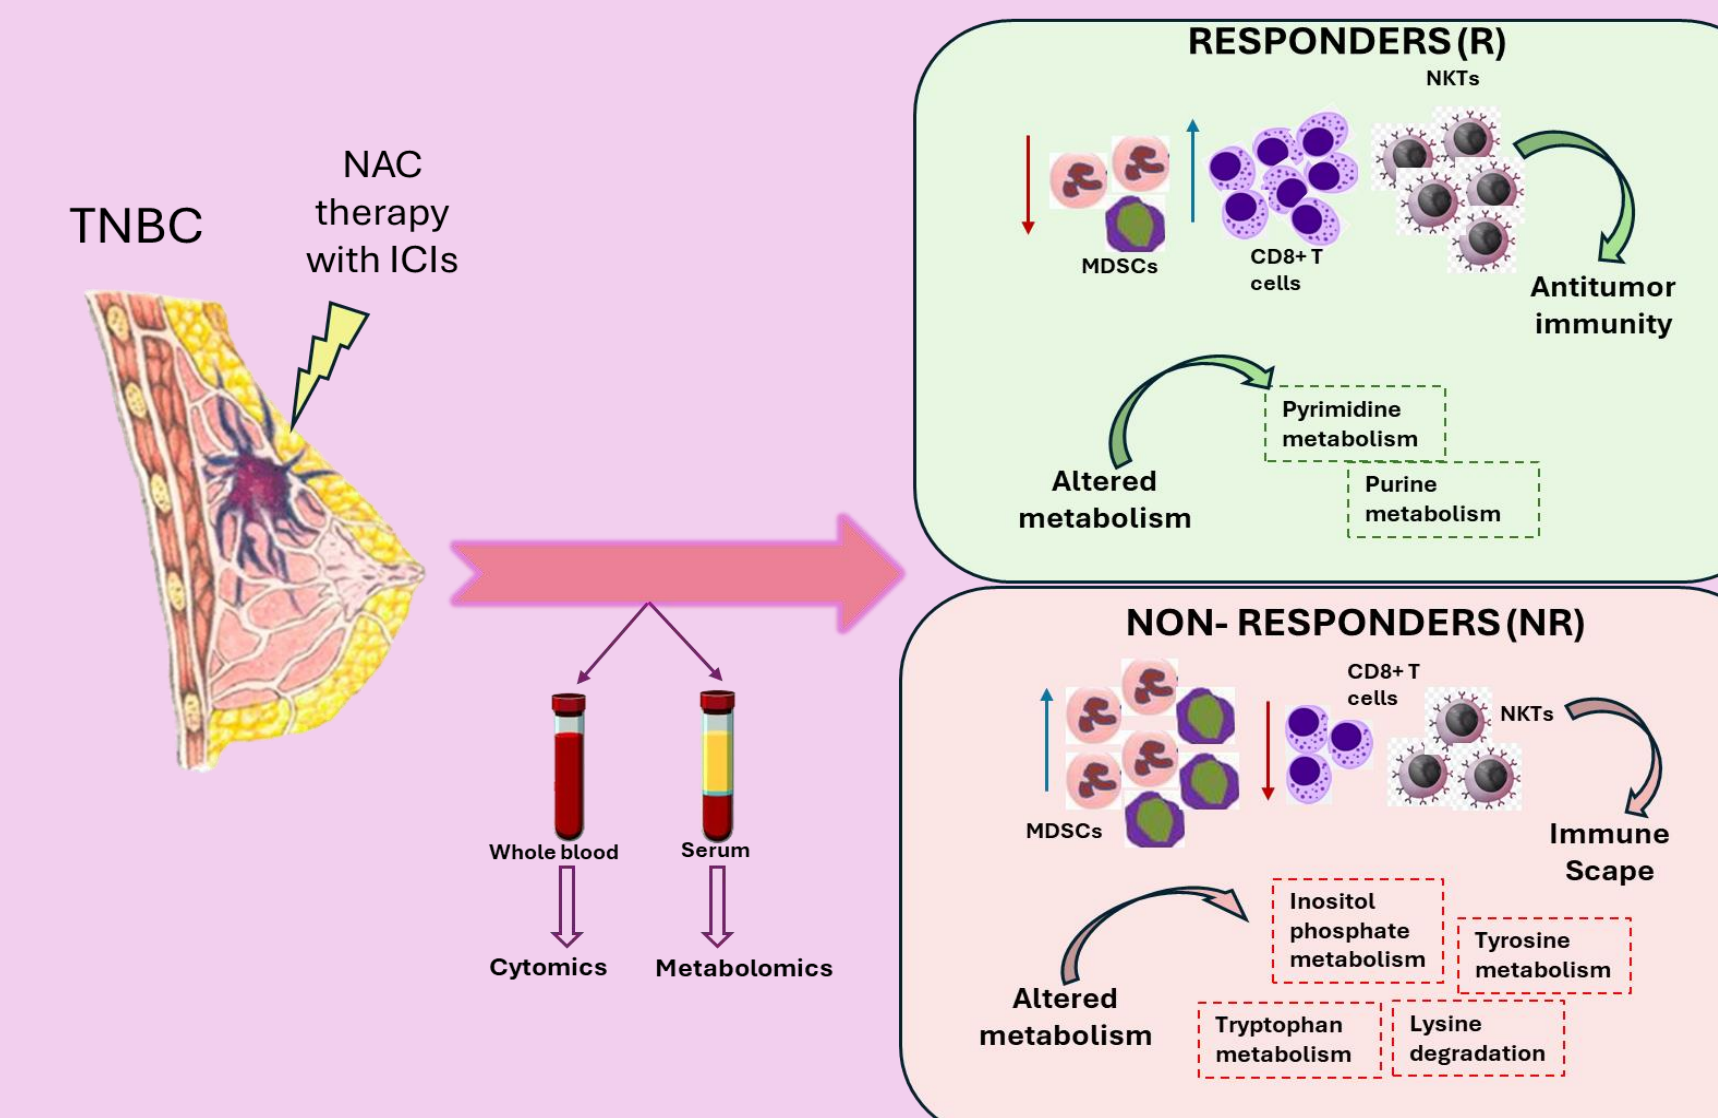 TNBC
NAC
therapy
with ICIs
Whole blood
Serum
Cytomics
Metabolomics
RESPONDERS (R)
NKTs
MDSCs
CD8+ T
cells
Antitumor
immunity
Altered
metabolism
Pyrimidine
metabolism
Purine
metabolism
NON- RESPONDERS (NR)
CD8+ T
cells
NKTs
MDSCs
Immune
Scape
Altered
metabolism
Inositol
phosphate
metabolism
Tyrosine
metabolism
Tryptophan
metabolism
Lysine
degradation